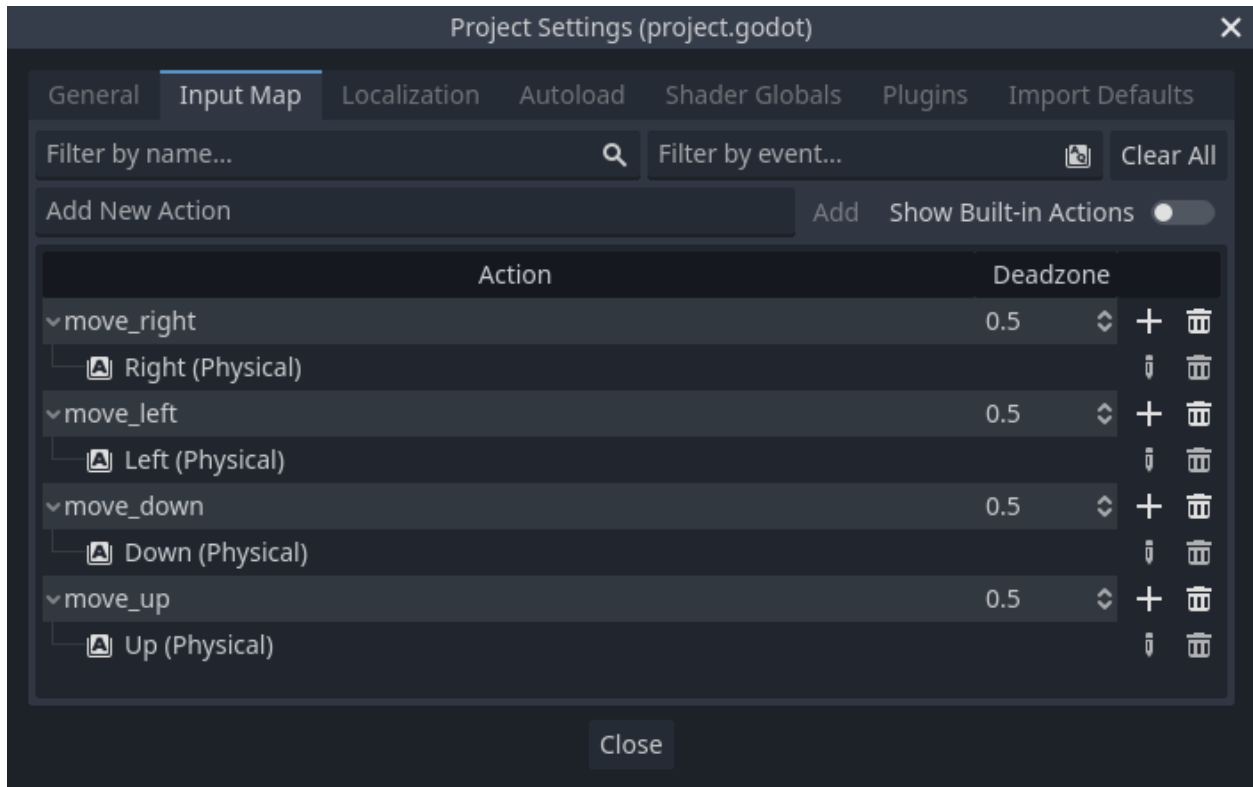 Project Settings (project.godot)
General Input Map Localization Autoload Shader Globals Plugins Import Defaults
Filter by name... Filter by event... Clear All
Add New Action Add Show Built-in Actions
Action Deadzone
move_right 0.5
Right (Physical)
move_left 0.5
Left (Physical)
move_down 0.5
Down (Physical)
move_up 0.5
Up (Physical)
Close